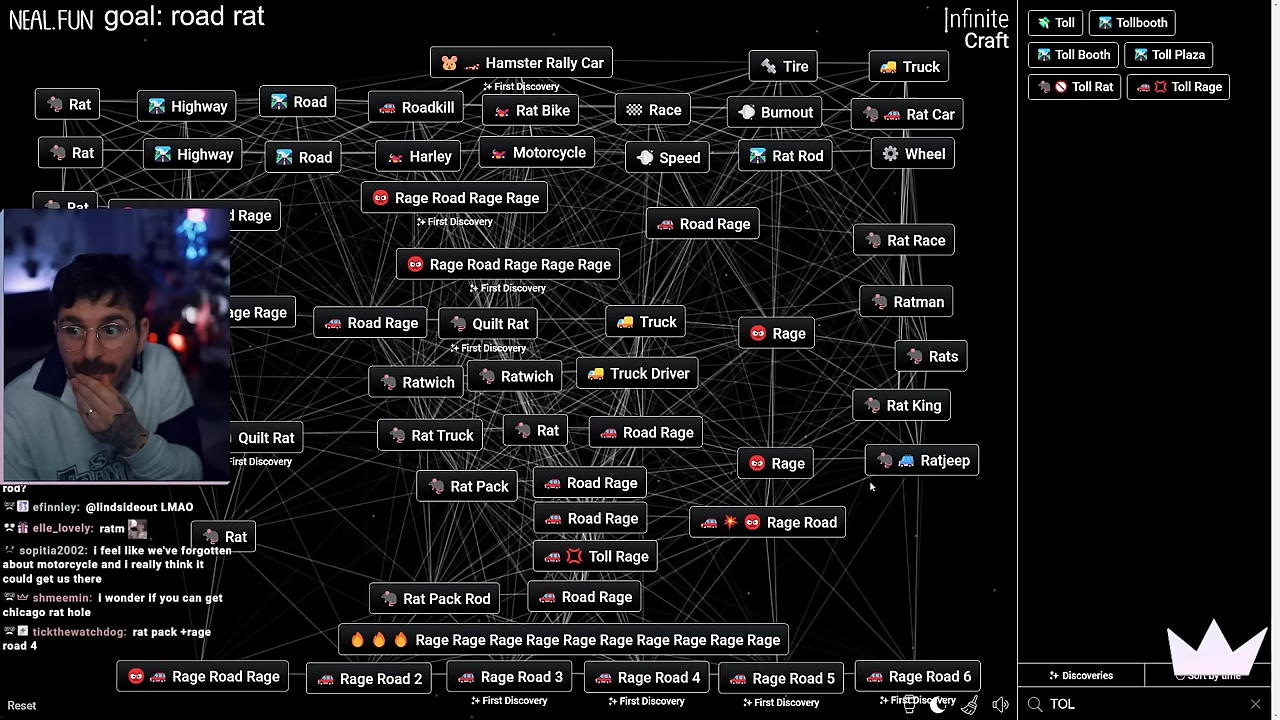 NEAL.FUN goal: road rat
Infinite Craft
Toll Tollbooth
Toll Booth Toll Plaza
Toll Rat Toll Rage
Hamster Rally Car Tire Truck
First Discovery
Rat Highway Road Roadkill Rat Bike Race Burnout Rat Car
Rat Highway Road Harley Motorcycle Speed Rat Rod Wheel
Rage Road Rage Rage
First Discovery
Rat d Rage Road Rage
Rat Race
Rage Road Rage Rage Rage
First Discovery
Ratman
age Rage Road Rage Quilt Rat Truck Rage
First Discovery
Rats
Ratwich Ratwich Truck Driver
Rat King
Quilt Rat Rat Truck Rat Road Rage
First Discovery
Rage Ratjeep
Rat Pack Road Rage
rod?
efinnley: @lindsideout LMAO
Road Rage Rage Road
elle_lovely: ratm
Rat
sopitia2002: i feel like we've forgotten
about motorcycle and i really think it
could get us there
Toll Rage
shmeemin: i wonder if you can get
chicago rat hole
Rat Pack Rod Road Rage
tickthewatchdog: rat pack +rage
road 4
Rage Rage Rage Rage Rage Rage Rage Rage Rage Rage
Rage Road Rage Rage Road 2 Rage Road 3 Rage Road 4 Rage Road 5 Rage Road 6
First Discovery First Discovery First Discovery First Discovery
Discoveries Sort by time
Reset
TOL